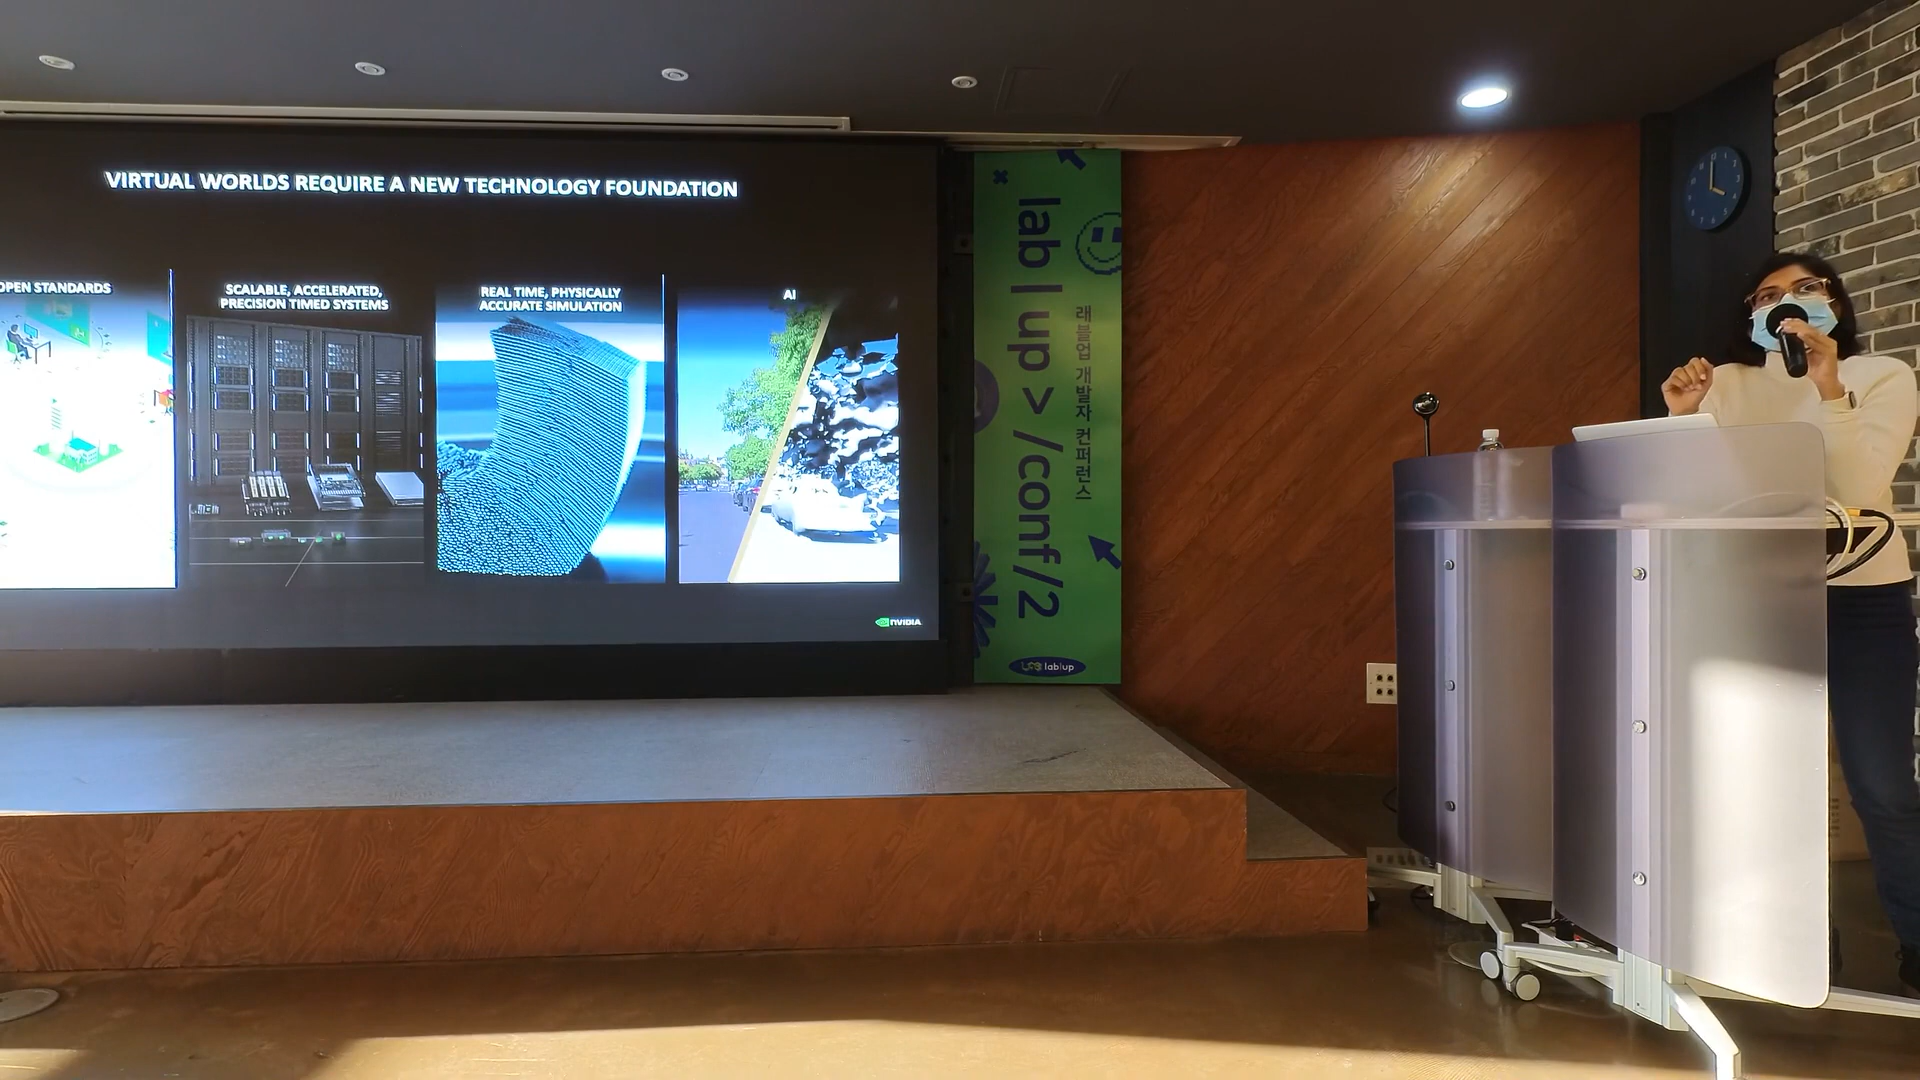 VIRTUAL WORLDS REQUIRE A NEW TECHNOLOGY FOUNDATION
OPEN STANDARDS
SCALABLE, ACCELERATED,
PRECISION TIMED SYSTEMS
REAL TIME, PHYSICALLY
ACCURATE SIMULATION
AI
NVIDIA
lab | up > /conf/2
래블업 개발자 컨퍼런스
lab|up